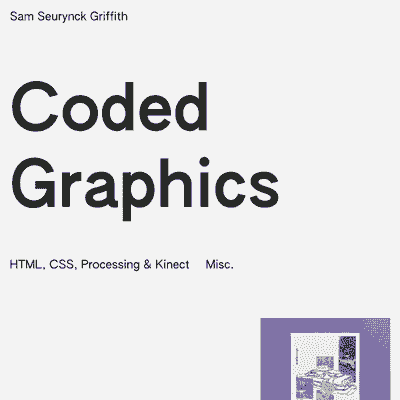 Sam Seurynck Griffith
Coded
Graphics
HTML, CSS, Processing & Kinect Misc.